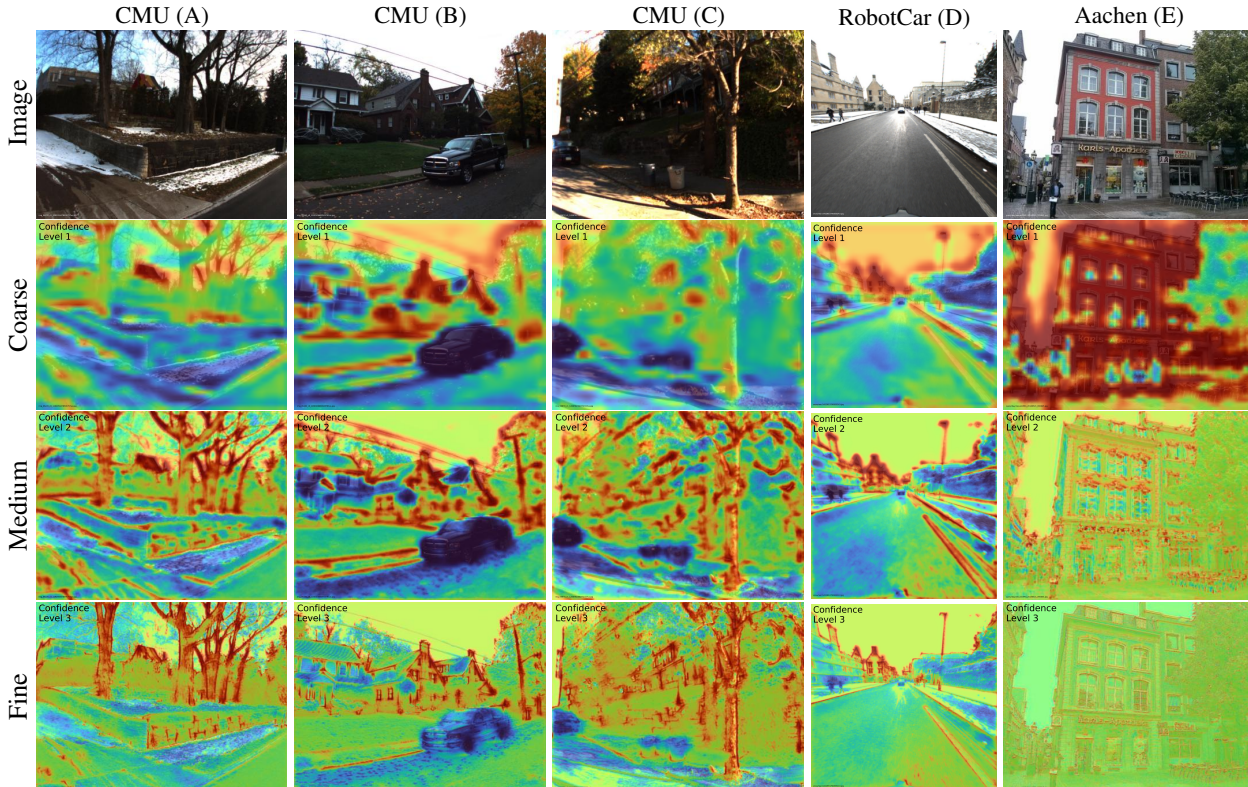 CMU (A) CMU (B) CMU (C) RobotCar (D) Aachen (E)
Image
Karls-Apotheke
Coarse
Confidence
Level 1
Confidence
Level 1
Confidence
Level 1
Confidence
Level 1
Confidence
Level 1
Medium
Confidence
Level 2
Confidence
Level 2
Confidence
Level 2
Confidence
Level 2
Confidence
Level 2
Fine
Confidence
Level 3
Confidence
Level 3
Confidence
Level 3
Confidence
Level 3
Confidence
Level 3